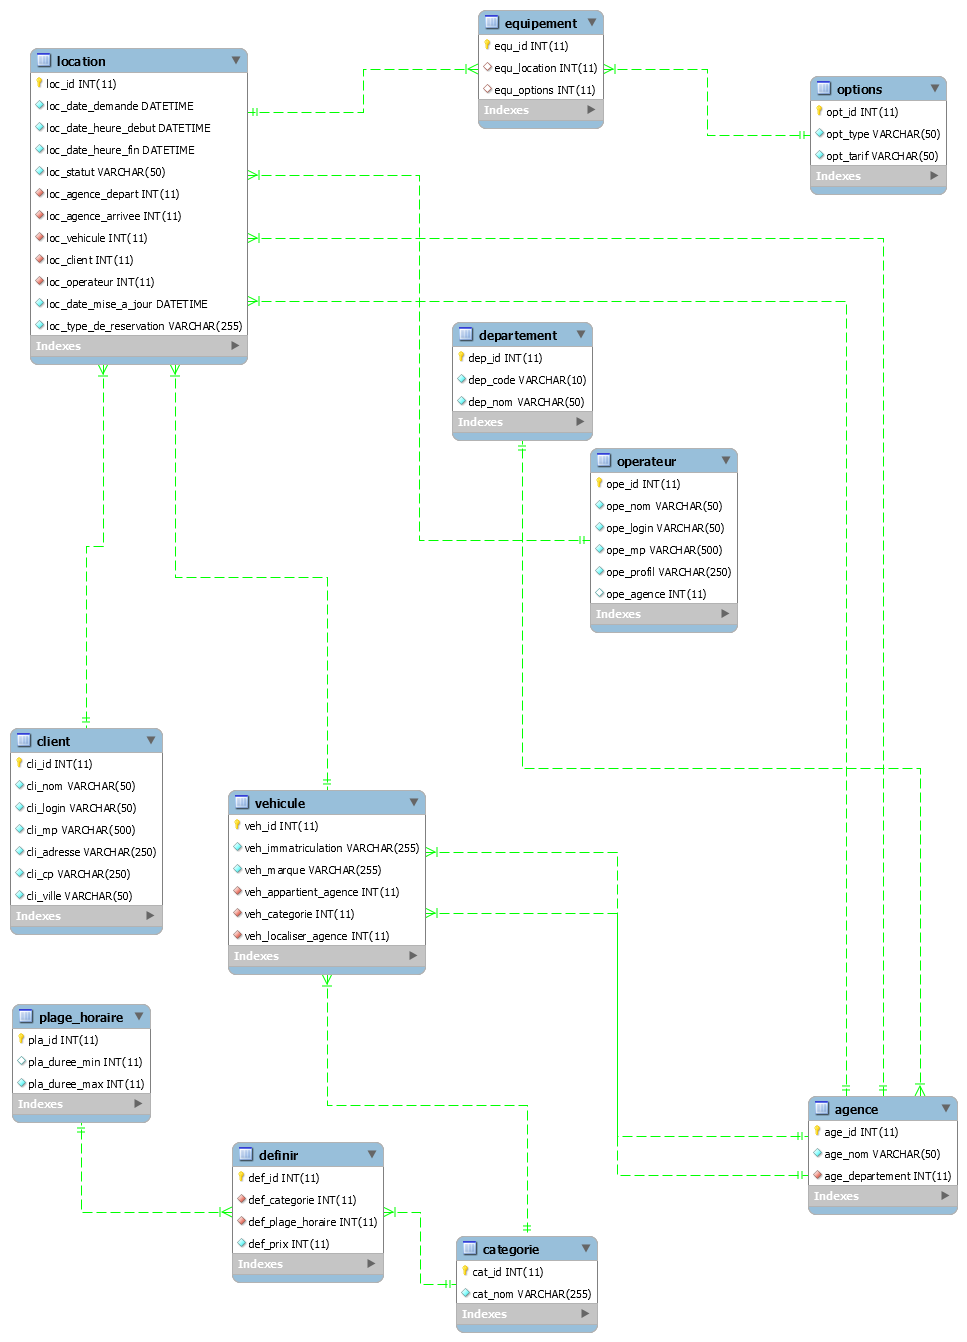 equipement
equ_id INT(11)
equ_location INT(11)
equ_options INT(11)
Indexes
location
loc_id INT(11)
loc_date_demande DATETIME
loc_date_heure_debut DATETIME
loc_date_heure_fin DATETIME
loc_statut VARCHAR(50)
loc_agence_depart INT(11)
loc_agence_arrivee INT(11)
loc_vehicule INT(11)
loc_client INT(11)
loc_operateur INT(11)
loc_date_mise_a_jour DATETIME
loc_type_de_reservation VARCHAR(255)
Indexes
options
opt_id INT(11)
opt_type VARCHAR(50)
opt_tarif VARCHAR(50)
Indexes
departement
dep_id INT(11)
dep_code VARCHAR(10)
dep_nom VARCHAR(50)
Indexes
operateur
ope_id INT(11)
ope_nom VARCHAR(50)
ope_login VARCHAR(50)
ope_mp VARCHAR(500)
ope_profil VARCHAR(250)
ope_agence INT(11)
Indexes
client
cli_id INT(11)
cli_nom VARCHAR(50)
cli_login VARCHAR(50)
cli_mp VARCHAR(500)
cli_adresse VARCHAR(250)
cli_cp VARCHAR(250)
cli_ville VARCHAR(50)
Indexes
vehicule
veh_id INT(11)
veh_immatriculation VARCHAR(255)
veh_marque VARCHAR(255)
veh_appartient_agence INT(11)
veh_categorie INT(11)
veh_localiser_agence INT(11)
Indexes
plage_horaire
pla_id INT(11)
pla_duree_min INT(11)
pla_duree_max INT(11)
Indexes
agence
age_id INT(11)
age_nom VARCHAR(50)
age_departement INT(11)
Indexes
definir
def_id INT(11)
def_categorie INT(11)
def_plage_horaire INT(11)
def_prix INT(11)
Indexes
categorie
cat_id INT(11)
cat_nom VARCHAR(255)
Indexes